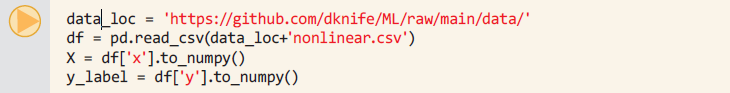 data_loc = 'https://github.com/dknife/ML/raw/main/data/'
df = pd.read_csv(data_loc+'nonlinear.csv')
X = df['x'].to_numpy()
y_label = df['y'].to_numpy()